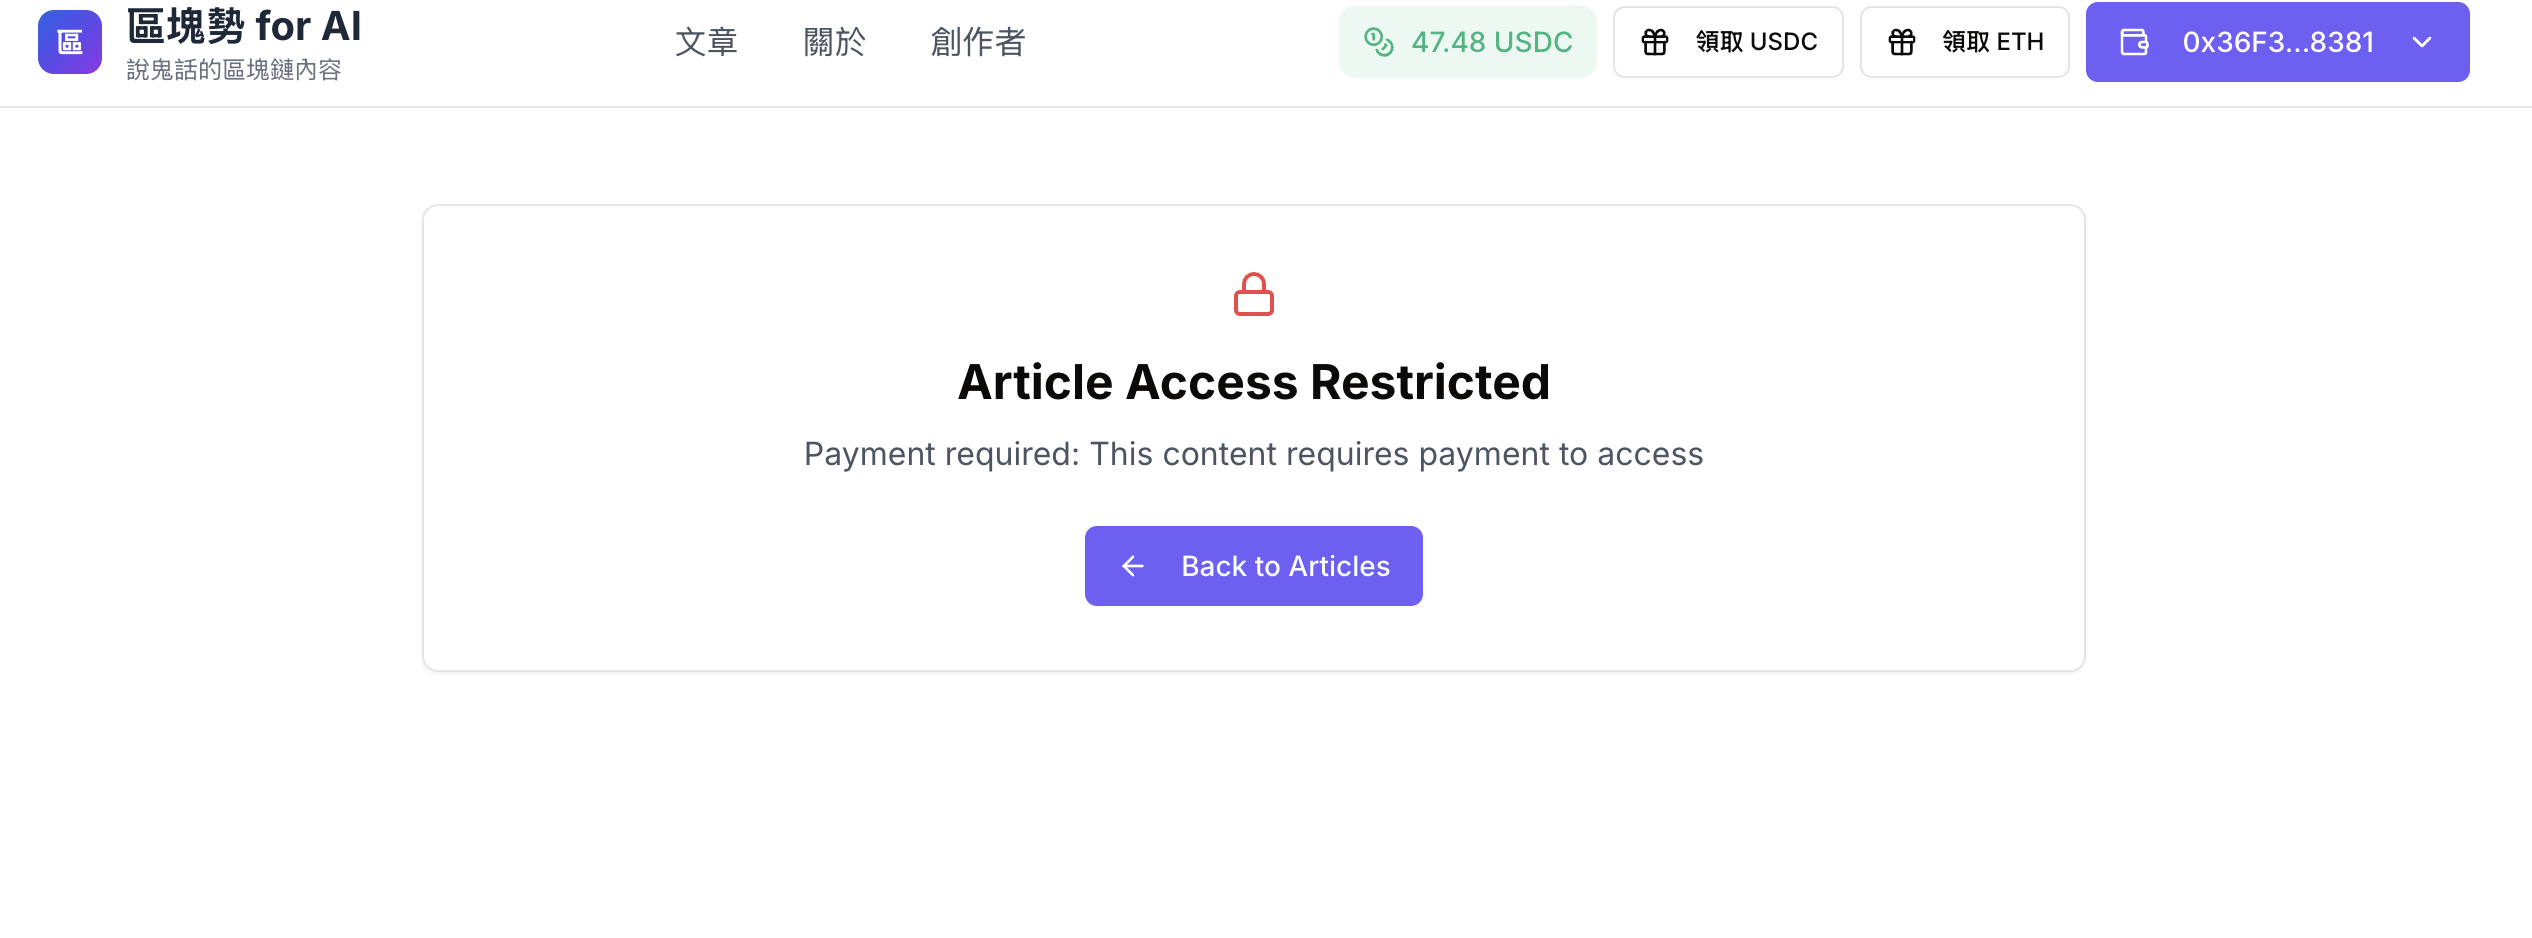 區
區塊勢 for AI
說鬼話的區塊鏈內容
文章
關於
創作者
47.48 USDC
領取 USDC
領取 ETH
0x36F3...8381
Article Access Restricted
Payment required: This content requires payment to access
Back to Articles